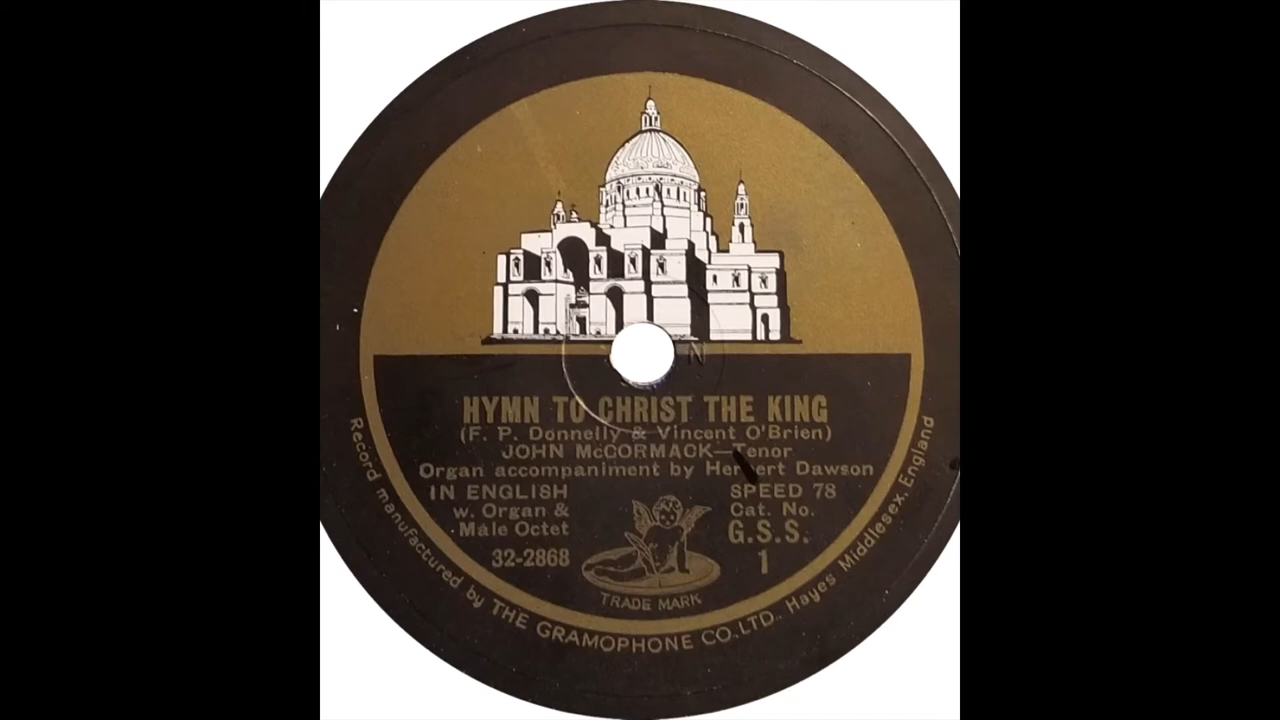 N
HYMN TO CHRIST THE KING
(F. P. Donnelly & Vincent O'Brien)
JOHN McCORMACK—Tenor
Organ accompaniment by Herbert Dawson
IN ENGLISH
w. Organ &
Male Octet
32-2868
SPEED 78
Cat. No.
G.S.S.
1
TRADE MARK
Record manufactured by THE GRAMOPHONE CO., LTD., Hayes Middlesex, England